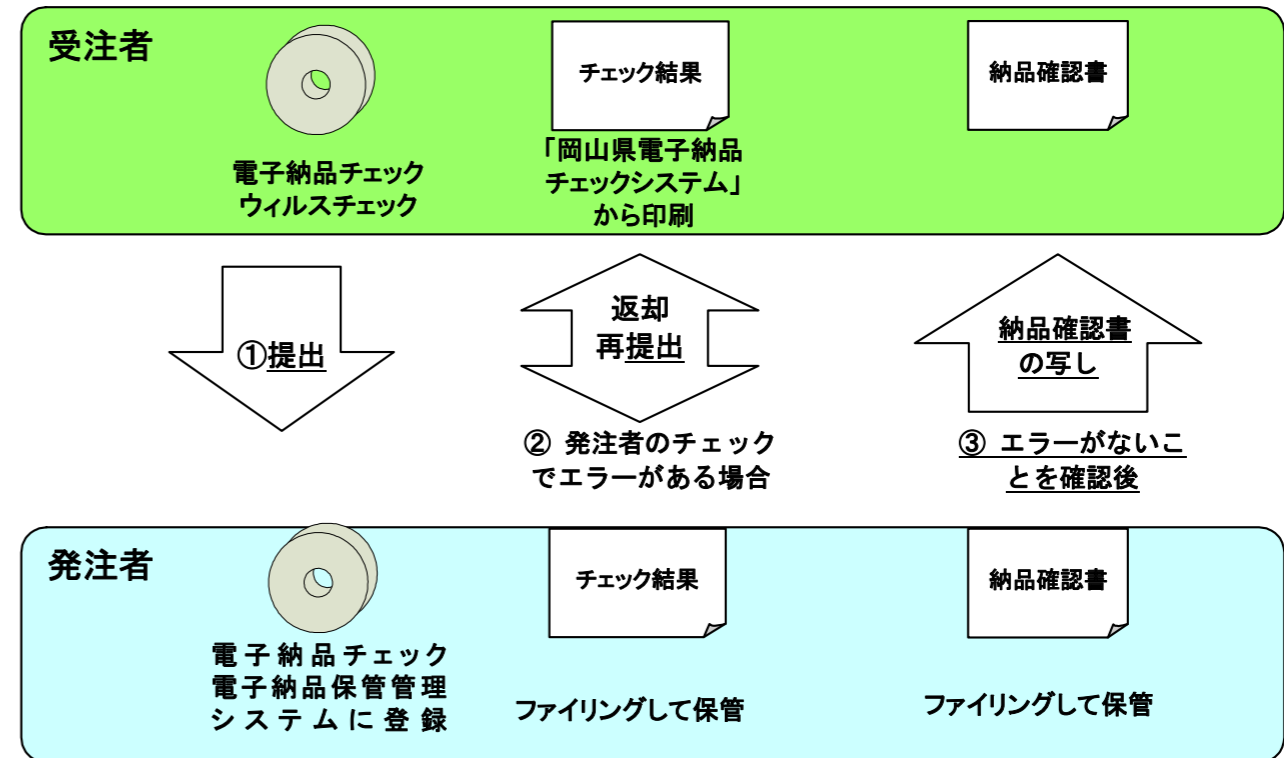 受注者
チェック結果
納品確認書
電子納品チェック
ウィルスチェック
「岡山県電子納品
チェックシステム」
から印刷
①提出
返却
再提出
納品確認書
の写し
② 発注者のチェック
でエラーがある場合
③ エラーがないこ
とを確認後
発注者
チェック結果
納品確認書
電子納品チェック
電子納品保管管理
システムに登録
ファイリングして保管
ファイリングして保管